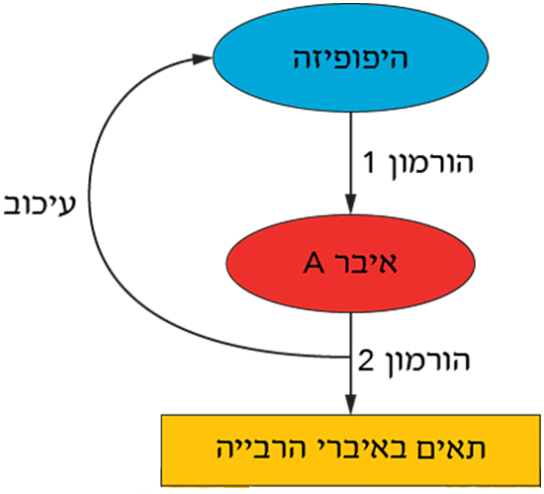 היפופיזה
הורמון 1
עיכוב
איבר A
הורמון 2
תאים באיברי הרבייה